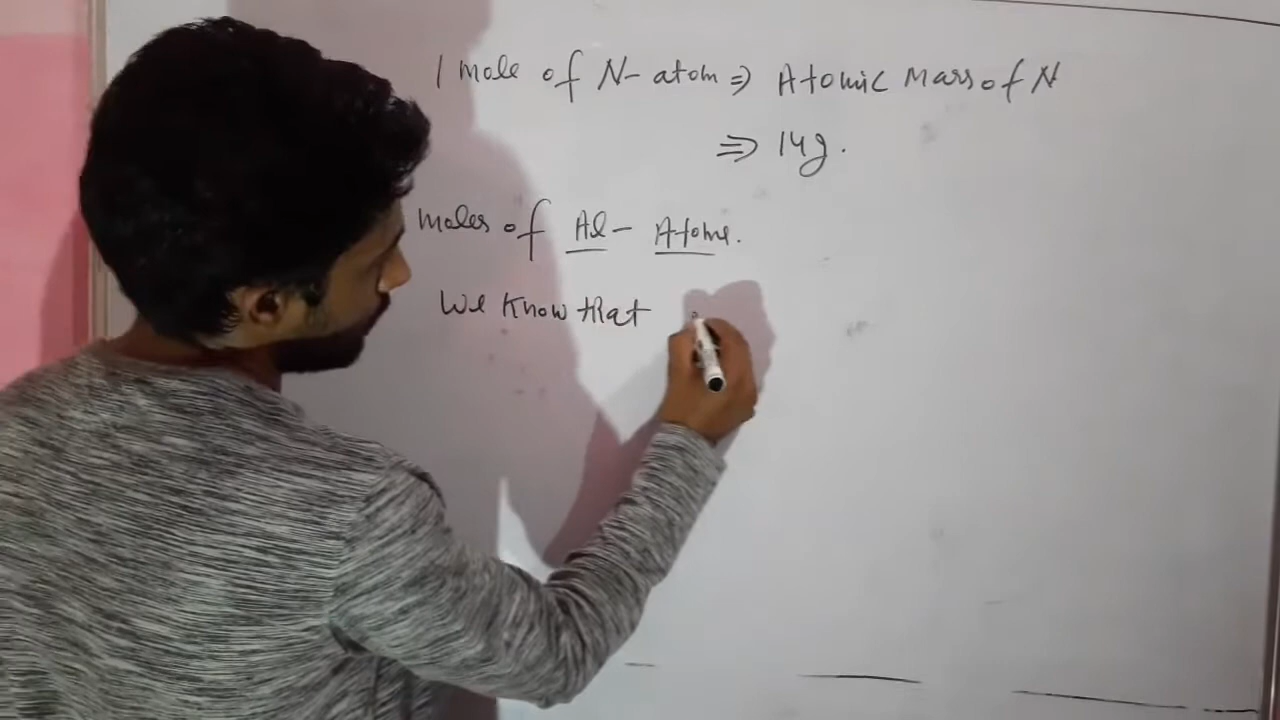 1 mole of N- atom ⇒ Atomic Mass of N
⇒ 14g.
moles of Al - Atoms.
We know that